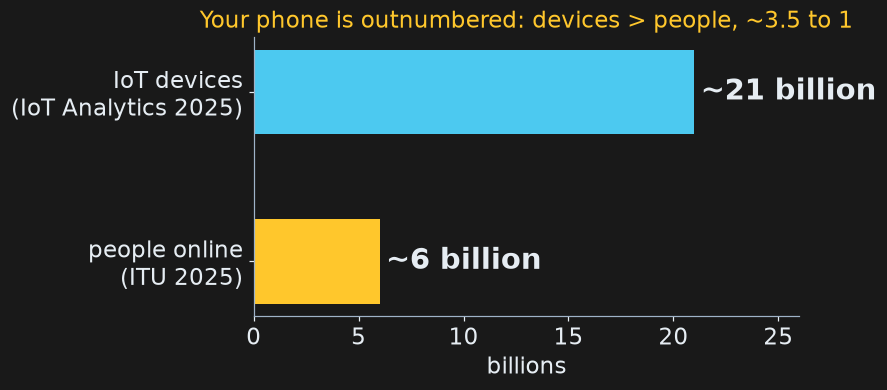 Your phone is outnumbered: devices > people, ~3.5 to 1
IoT devices
(IoT Analytics 2025)
~21 billion
people online
(ITU 2025)
~6 billion
0 5 10 15 20 25
billions